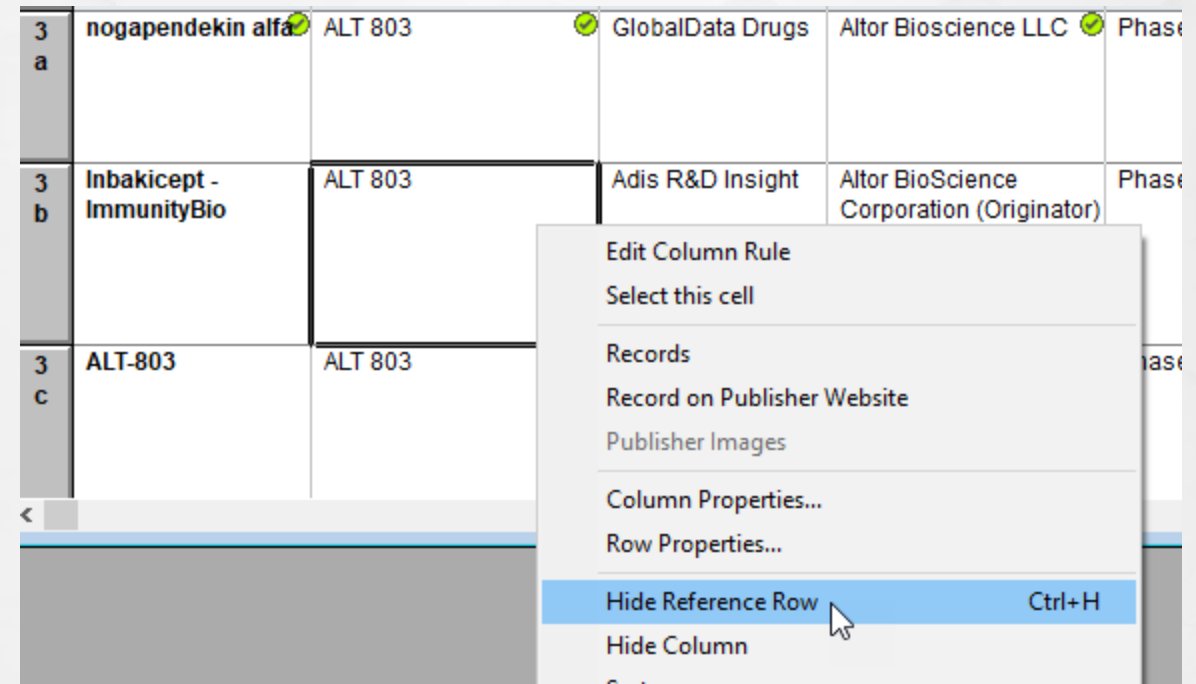 3 nogapendekin alfa ALT 803 GlobalData Drugs Altor Bioscience LLC Phase
a
3 Inbakicept - ALT 803 Adis R&D Insight Altor BioScience Phase
b ImmunityBio Corporation (Originator)
Edit Column Rule
Select this cell
3 ALT-803 ALT 803 hase
c
Records
Record on Publisher Website
Publisher Images
Column Properties...
Row Properties...
Hide Reference Row Ctrl+H
Hide Column